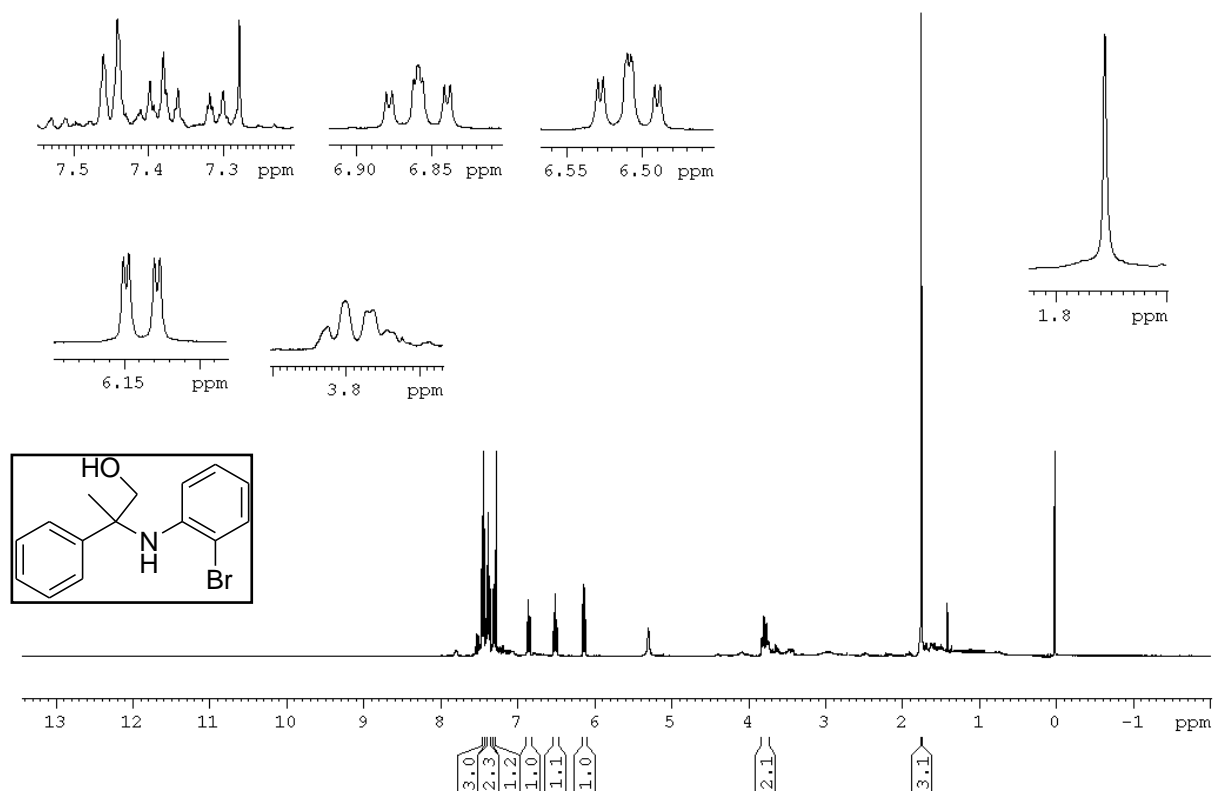 7.5 7.4 7.3 ppm
6.90 6.85 ppm
6.55 6.50 ppm
1.8 ppm
6.15 ppm
3.8 ppm
HO
N
H
Br
13 12 11 10 9 8 7 6 5 4 3 2 1 0 -1 ppm
3.0 2.3 1.2 1.0 1.1 1.0 2.1 3.1